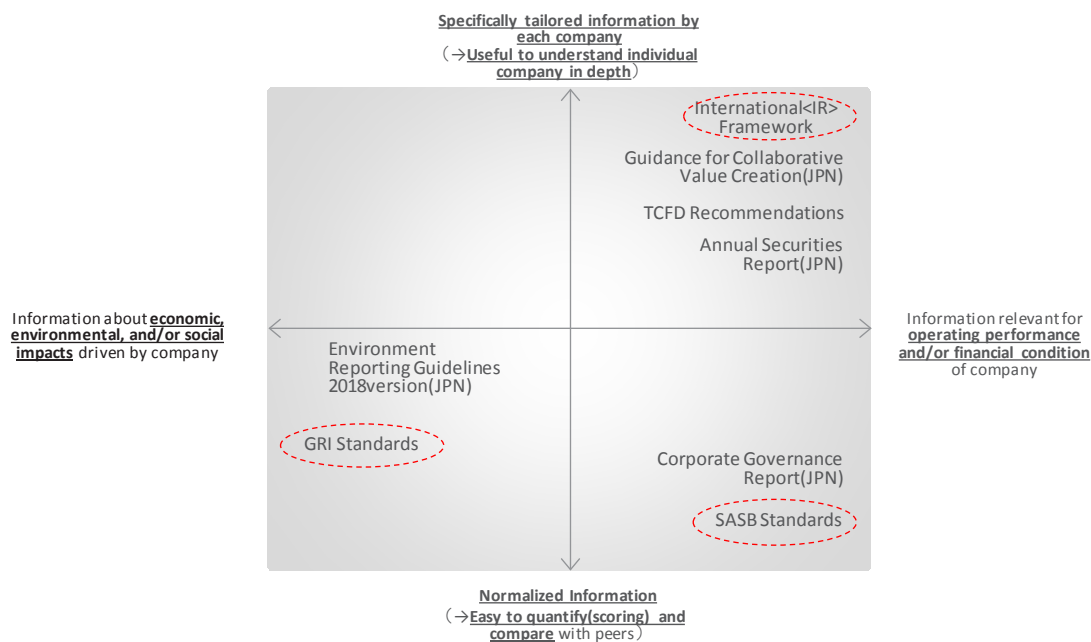 Specifically tailored information by
each company
(→Useful to understand individual
company in depth)
International<IR>
Framework
Guidance for Collaborative
Value Creation(JPN)
TCFD Recommendations
Annual Securities
Report(JPN)
Information about economic,
environmental, and/or social
impacts driven by company
Information relevant for
operating performance
and/or financial condition
of company
Environment
Reporting Guidelines
2018version(JPN)
GRI Standards
Corporate Governance
Report(JPN)
SASB Standards
Normalized Information
(→Easy to quantify(scoring) and
compare with peers)